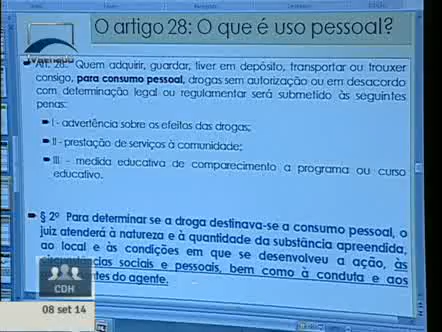 O artigo 28: O que é uso pessoal?
TV Senado
Art. 28. Quem adquirir, guardar, tiver em depósito, transportar ou trouxer
consigo, para consumo pessoal, drogas sem autorização ou em desacordo
com determinação legal ou regulamentar será submetido às seguintes
penas:
I - advertência sobre os efeitos das drogas;
II - prestação de serviços à comunidade;
III - medida educativa de comparecimento a programa ou curso
educativo.
§ 2º Para determinar se a droga destinava-se a consumo pessoal, o
juiz atenderá à natureza e à quantidade da substância apreendida,
ao local e às condições em que se desenvolveu a ação, às
circunstâncias sociais e pessoais, bem como à conduta e aos
do agente.
CDH
08 set 14